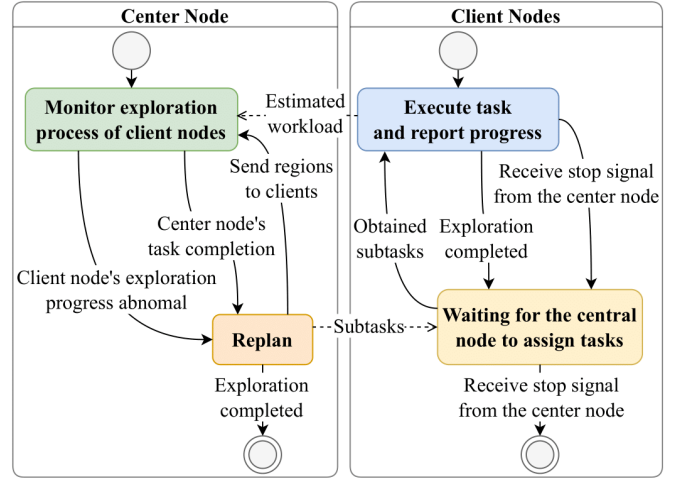 Center Node
Client Nodes
Monitor exploration
process of client nodes
Estimated
workload
Execute task
and report progress
Send regions
to clients
Receive stop signal
from the center node
Center node's
task completion
Obtained
subtasks
Exploration
completed
Client node's exploration
progress abnomal
Replan
Subtasks
Waiting for the central
node to assign tasks
Exploration
completed
Receive stop signal
from the center node